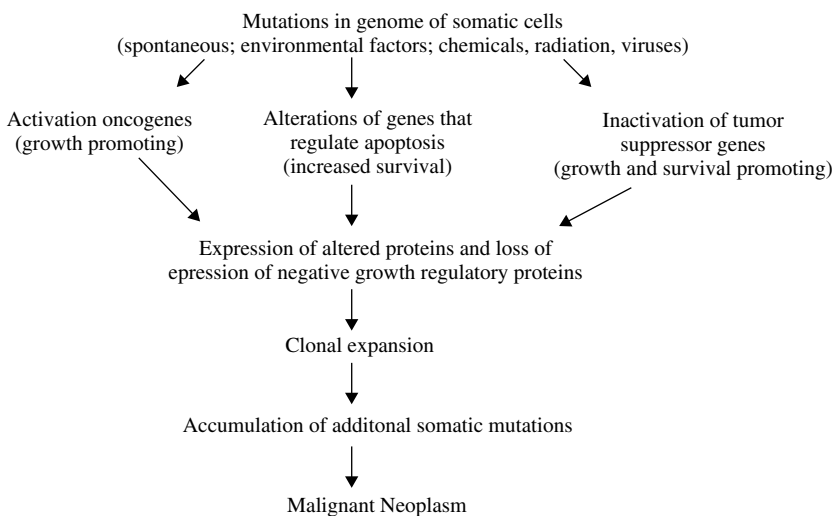 Mutations in genome of somatic cells
(spontaneous; environmental factors; chemicals, radiation, viruses)
Activation oncogenes
(growth promoting)
Alterations of genes that
regulate apoptosis
(increased survival)
Inactivation of tumor
suppressor genes
(growth and survival promoting)
Expression of altered proteins and loss of
epression of negative growth regulatory proteins
Clonal expansion
Accumulation of additonal somatic mutations
Malignant Neoplasm